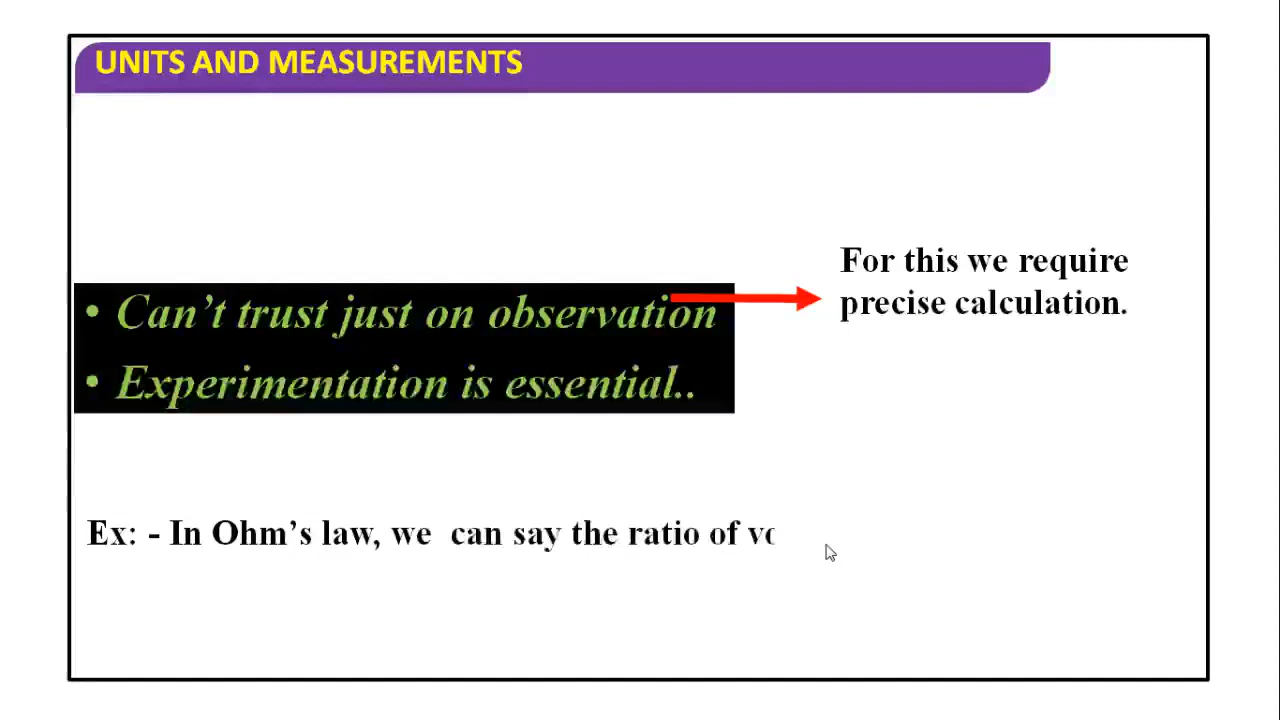 UNITS AND MEASUREMENTS
For this we require
precise calculation.
• Can't trust just on observation
• Experimentation is essential..
Ex: - In Ohm's law, we can say the ratio of